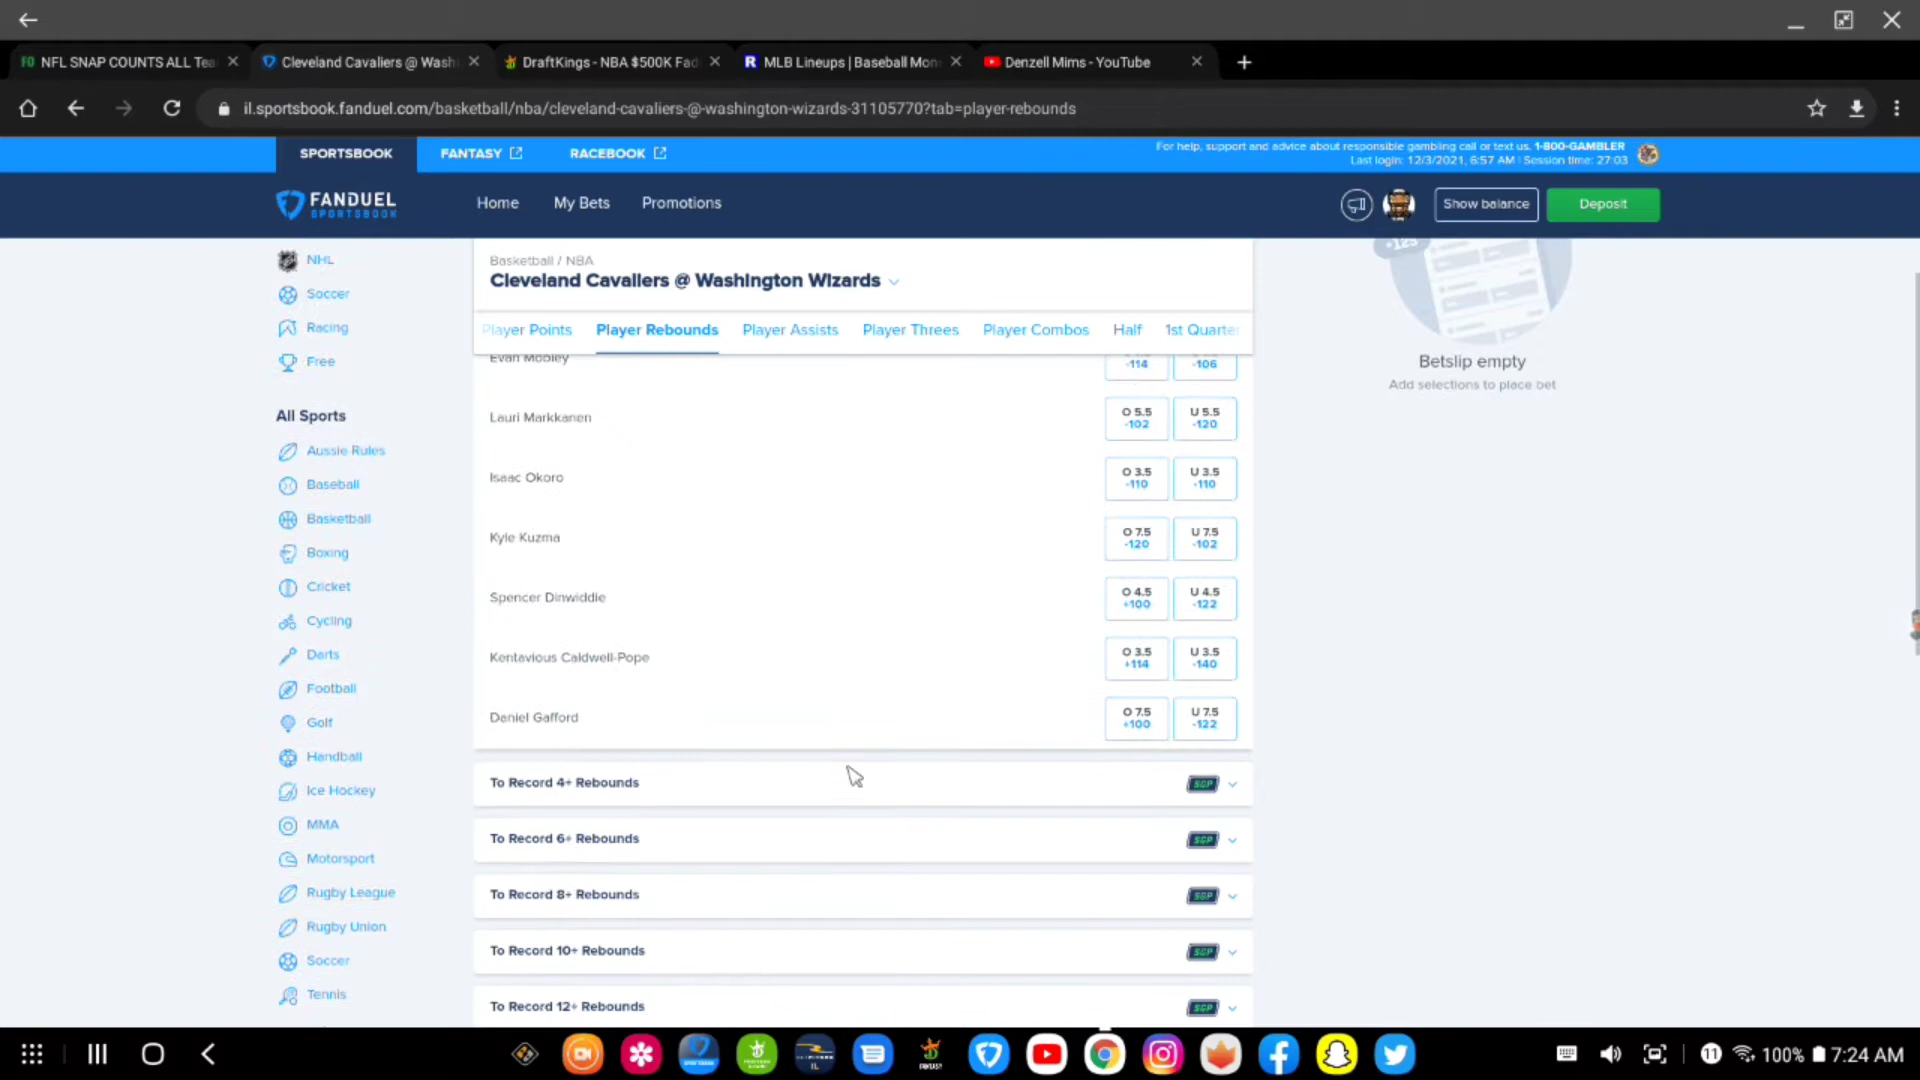 NFL SNAP COUNTS ALL Tea
Cleveland Cavaliers @ Wash
DraftKings - NBA $500K Fad
MLB Lineups | Baseball Mon
Denzell Mims - YouTube
il.sportsbook.fanduel.com/basketball/nba/cleveland-cavaliers-@-washington-wizards-31105770?tab=player-rebounds
SPORTSBOOK
FANTASY
RACEBOOK
For help, support and advice about responsible gambling call or text us. 1-800-GAMBLER
Last login: 12/3/2021, 6:57 AM | Session time: 27:03
FANDUEL
SPORTSBOOK
Home
My Bets
Promotions
Show balance
Deposit
NHL
Soccer
Racing
Free
All Sports
Aussie Rules
Baseball
Basketball
Boxing
Cricket
Cycling
Darts
Football
Golf
Handball
Ice Hockey
MMA
Motorsport
Rugby League
Rugby Union
Soccer
Tennis
Basketball / NBA
Cleveland Cavaliers @ Washington Wizards
Player Points
Player Rebounds
Player Assists
Player Threes
Player Combos
Half
1st Quarter
Evan Mobley
-114
-106
Lauri Markkanen
O 5.5
-102
U 5.5
-120
Isaac Okoro
O 3.5
-110
U 3.5
-110
Kyle Kuzma
O 7.5
-120
U 7.5
-102
Spencer Dinwiddie
O 4.5
+100
U 4.5
-122
Kentavious Caldwell-Pope
O 3.5
+114
U 3.5
-140
Daniel Gafford
O 7.5
+100
U 7.5
-122
To Record 4+ Rebounds
SGP
To Record 6+ Rebounds
SGP
To Record 8+ Rebounds
SGP
To Record 10+ Rebounds
SGP
To Record 12+ Rebounds
SGP
+123
Betslip empty
Add selections to place bet
11
100%
7:24 AM